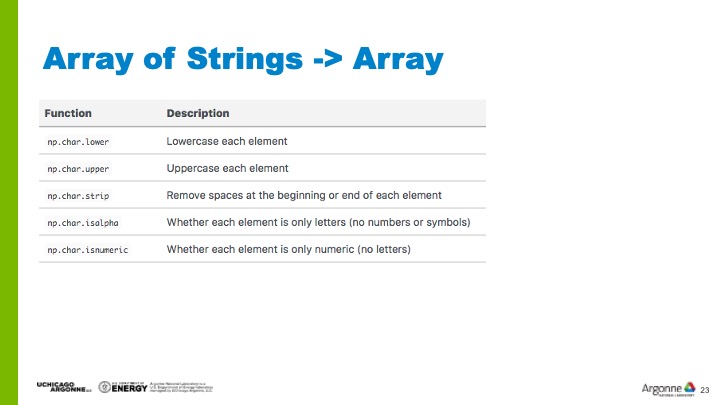 Array of Strings -> Array
Function Description
np.char.lower Lowercase each element
np.char.upper Uppercase each element
np.char.strip Remove spaces at the beginning or end of each element
np.char.isalpha Whether each element is only letters (no numbers or symbols)
np.char.isnumeric Whether each element is only numeric (no letters)
UCHICAGO
ARGONNE LLC
U.S. DEPARTMENT OF
ENERGY
Argonne National Laboratory is a
U.S. Department of Energy laboratory
managed by UChicago Argonne, LLC.
Argonne
NATIONAL LABORATORY
23